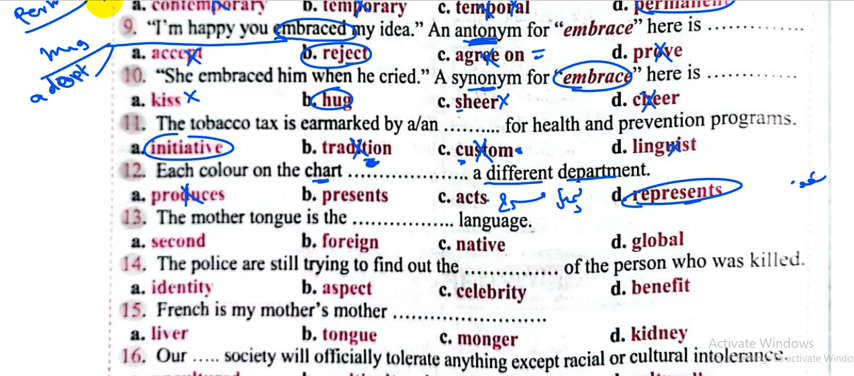 a. contemporary b. temporary c. temporal d. permanent
9. “I’m happy you embraced my idea.” An antonym for “embrace” here is ..............
a. accept b. reject c. agree on = d. prove
10. “She embraced him when he cried.” A synonym for “embrace” here is ..............
a. kiss b. hug c. sheer d. cheer
11. The tobacco tax is earmarked by a/an .......... for health and prevention programs.
a. initiative b. tradition c. custom d. linguist
12. Each colour on the chart ...................... a different department.
a. produces b. presents c. acts d. represents
13. The mother tongue is the .................... language.
a. second b. foreign c. native d. global
14. The police are still trying to find out the .................. of the person who was killed.
a. identity b. aspect c. celebrity d. benefit
15. French is my mother’s mother ..............................
a. liver b. tongue c. monger d. kidney
Activate Windows
16. Our ..... society will officially tolerate anything except racial or cultural intolerance.